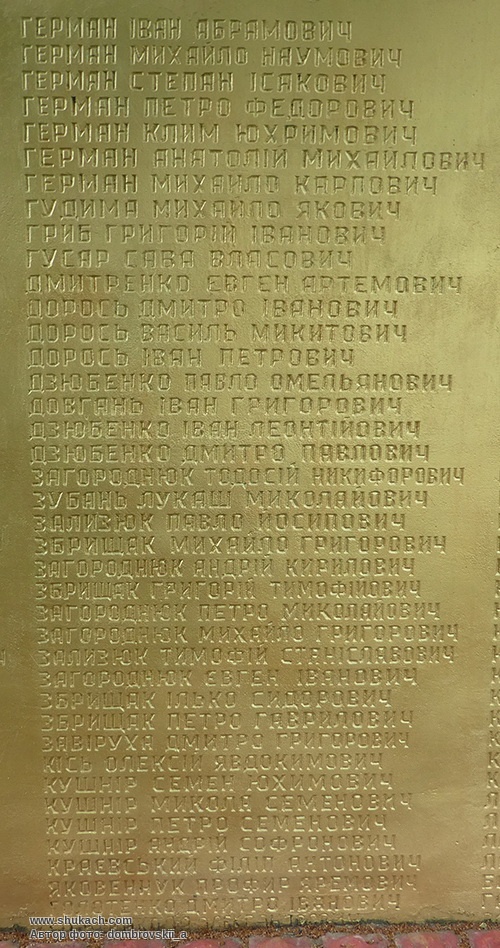 ГЕРМАН ІВАН АБРАМОВИЧ
ГЕРМАН МИХАЙЛО НАУМОВИЧ
ГЕРМАН СТЕПАН ІСАКОВИЧ
ГЕРМАН ПЕТРО ФЕДОРОВИЧ
ГЕРМАН КЛИМ ЮХРИМОВИЧ
ГЕРМАН АНАТОЛІЙ МИХАЙЛОВИЧ
ГЕРМАН МИХАЙЛО КАРПОВИЧ
ГУДИМА МИХАЙЛО ЯКОВИЧ
ГРИБ ГРИГОРІЙ ІВАНОВИЧ
ГУСАР САВА ВЛАСОВИЧ
ДМИТРЕНКО ЄВГЕН АРТЕМОВИЧ
ДОРОСЬ ДМИТРО ІВАНОВИЧ
ДОРОСЬ ВАСИЛЬ МИКИТОВИЧ
ДОРОСЬ ІВАН ПЕТРОВИЧ
ДЗЮБЕНКО ПАВЛО ОМЕЛЬЯНОВИЧ
ДОВГАНЬ ІВАН ГРИГОРОВИЧ
ДЗЮБЕНКО ІВАН ЛЕОНТІЙОВИЧ
ДЗЮБЕНКО ДМИТРО ПАВЛОВИЧ
ЗАГОРОДНЮК ТОДОСІЙ НИКИФОРОВИЧ
ЗУБАНЬ ЛУКАШ МИКОЛАЙОВИЧ
ЗАЛИЗЮК ПАВЛО ЙОСИПОВИЧ
ЗБРИЩАК МИХАЙЛО ГРИГОРОВИЧ
ЗАГОРОДНЮК АНДРІЙ КИРИЛОВИЧ
ЗБРИЩАК ГРИГОРІЙ ТИМОФІЙОВИЧ
ЗАГОРОДНЮК ПЕТРО МИКОЛАЙОВИЧ
ЗАГОРОДНЮК МИХАЙЛО ГРИГОРОВИЧ
ЗАЛИЗЮК ТИМОФІЙ СТАНІСЛАВОВИЧ
ЗАГОРОДНЮК ЄВГЕН ІВАНОВИЧ
ЗБРИЩАК ІЛЬКО СИДОРОВИЧ
ЗБРИЩАК ПЕТРО ГАВРИЛОВИЧ
ЗАВІРУХА ДМИТРО ГРИГОРОВИЧ
ЮСЬ ОЛЕКСІЙ ЯВДОКИМОВИЧ
КУШНІР СЕМЕН ЮХИМОВИЧ
КУШНІР МИКОЛА СЕМЕНОВИЧ
КУШНІР ПЕТРО СЕМЕНОВИЧ
КУШНІР АНДРІЙ СОФРОНОВИЧ
КРАЄВСЬКИЙ ФІЛІП АНТОНОВИЧ
ПРОФИР ЯРЕМОВИЧ
ІВАНОВИЧ
www.shukach.com
Автор фото: dombrovskii_a